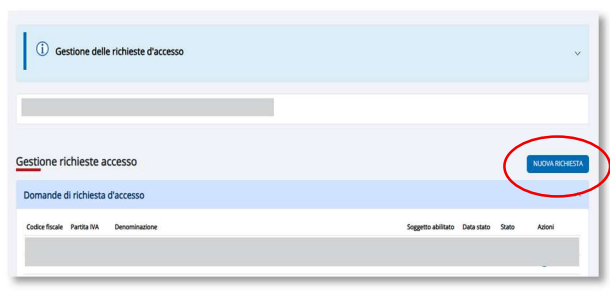 Gestione delle richieste d'accesso
Gestione richieste accesso
NUOVA RICHIESTA
Domande di richiesta d'accesso
Codice fiscale Partita IVA Denominazione Soggetto abilitato Data stato Stato Azioni